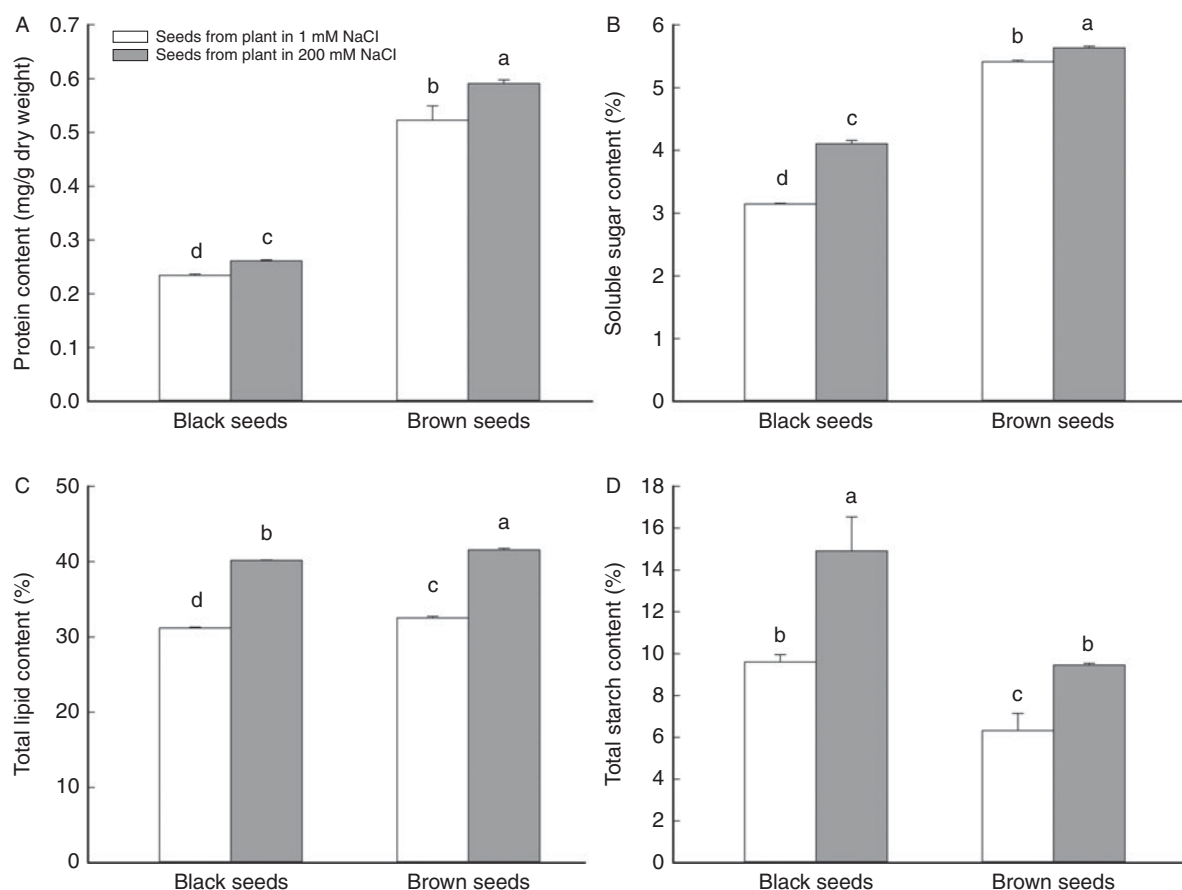 A
Protein content (mg/g dry weight)
0.7
0.6
0.5
0.4
0.3
0.2
0.1
0.0
Seeds from plant in 1 mM NaCl
Seeds from plant in 200 mM NaCl
d
c
b
a
Black seeds
Brown seeds
B
Soluble sugar content (%)
6
5
4
3
2
1
0
d
c
b
a
Black seeds
Brown seeds
C
Total lipid content (%)
50
40
30
20
10
0
d
b
c
a
Black seeds
Brown seeds
D
Total starch content (%)
18
16
14
12
10
8
6
4
2
0
b
a
c
b
Black seeds
Brown seeds